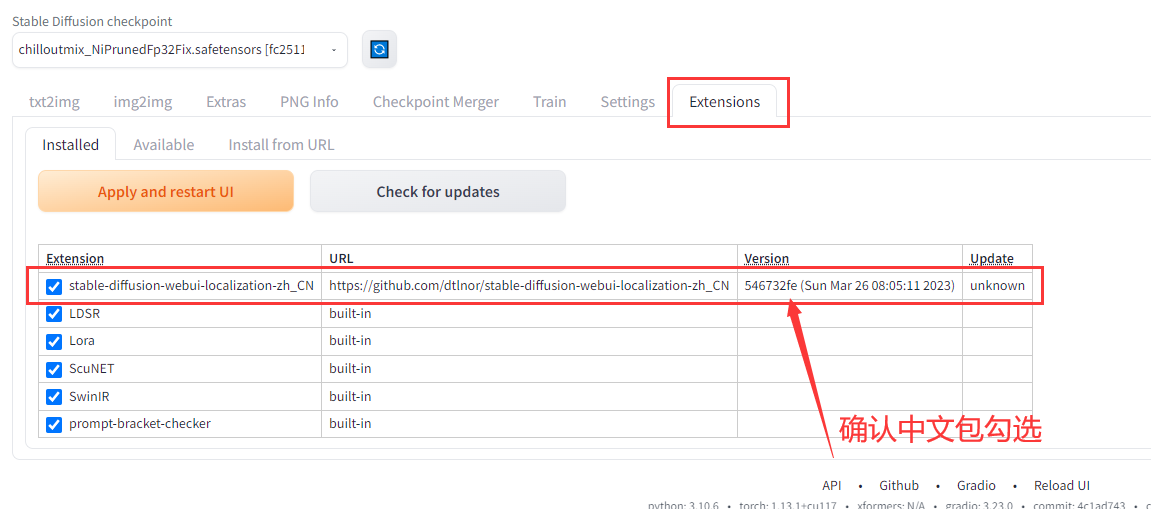 Stable Diffusion checkpoint
chilloutmix_NiPrunedFp32Fix.safetensors [fc2511
txt2img img2img Extras PNG Info Checkpoint Merger Train Settings Extensions
Installed Available Install from URL
Apply and restart UI Check for updates
Extension URL Version Update
stable-diffusion-webui-localization-zh_CN https://github.com/dtlnor/stable-diffusion-webui-localization-zh_CN 546732fe (Sun Mar 26 08:05:11 2023) unknown
LDSR built-in
Lora built-in
ScuNET built-in
SwinIR built-in
prompt-bracket-checker built-in
确认中文包勾选
API • Github • Gradio • Reload UI
python: 3.10.6 • torch: 1.13.1+cu117 • xformers: N/A • gradio: 3.23.0 • commit: 4c1ad743 •